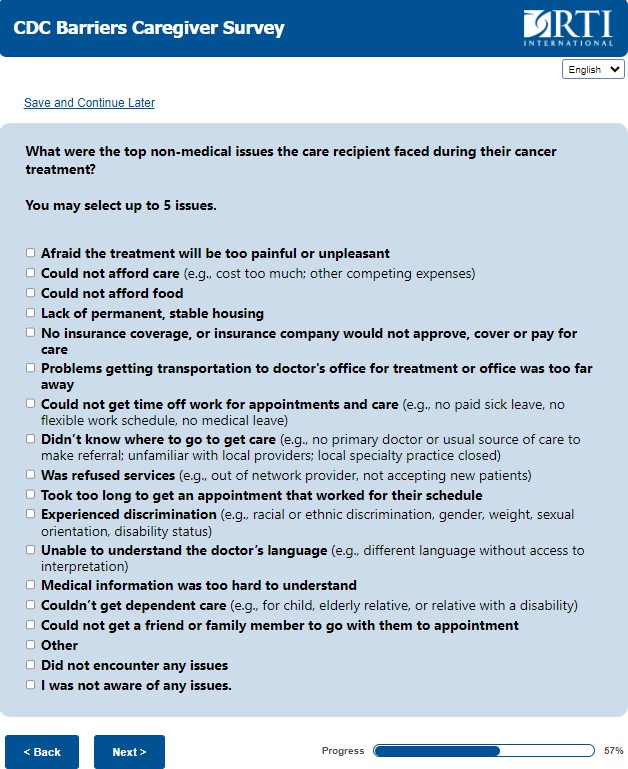 CDC Barriers Caregiver Survey
RTI
INTERNATIONAL
English
Save and Continue Later
What were the top non-medical issues the care recipient faced during their cancer
treatment?
You may select up to 5 issues.
Afraid the treatment will be too painful or unpleasant
Could not afford care (e.g., cost too much; other competing expenses)
Could not afford food
Lack of permanent, stable housing
No insurance coverage, or insurance company would not approve, cover or pay for
care
Problems getting transportation to doctor's office for treatment or office was too far
away
Could not get time off work for appointments and care (e.g., no paid sick leave, no
flexible work schedule, no medical leave)
Didn’t know where to go to get care (e.g., no primary doctor or usual source of care to
make referral; unfamiliar with local providers; local specialty practice closed)
Was refused services (e.g., out of network provider, not accepting new patients)
Took too long to get an appointment that worked for their schedule
Experienced discrimination (e.g., racial or ethnic discrimination, gender, weight, sexual
orientation, disability status)
Unable to understand the doctor’s language (e.g., different language without access to
interpretation)
Medical information was too hard to understand
Couldn’t get dependent care (e.g., for child, elderly relative, or relative with a disability)
Could not get a friend or family member to go with them to appointment
Other
Did not encounter any issues
I was not aware of any issues.
< Back
Next >
Progress
57%